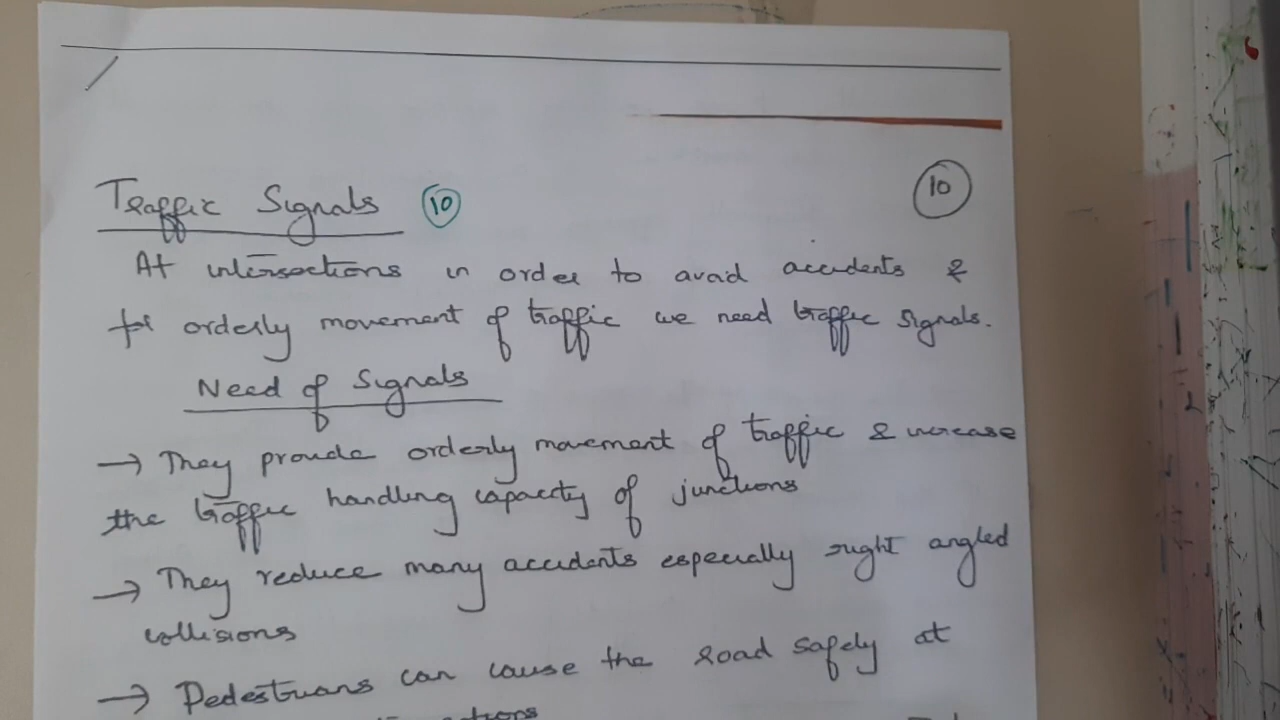 Traffic Signals 10
10
At intersections in order to avoid accidents &
for orderly movement of traffic we need traffic signals.
Need of Signals
→ They provide orderly movement of traffic & increase
the traffic handling capacity of junctions
→ They reduce many accidents especially right angled
collisions
→ Pedestrians can cause the road safely at